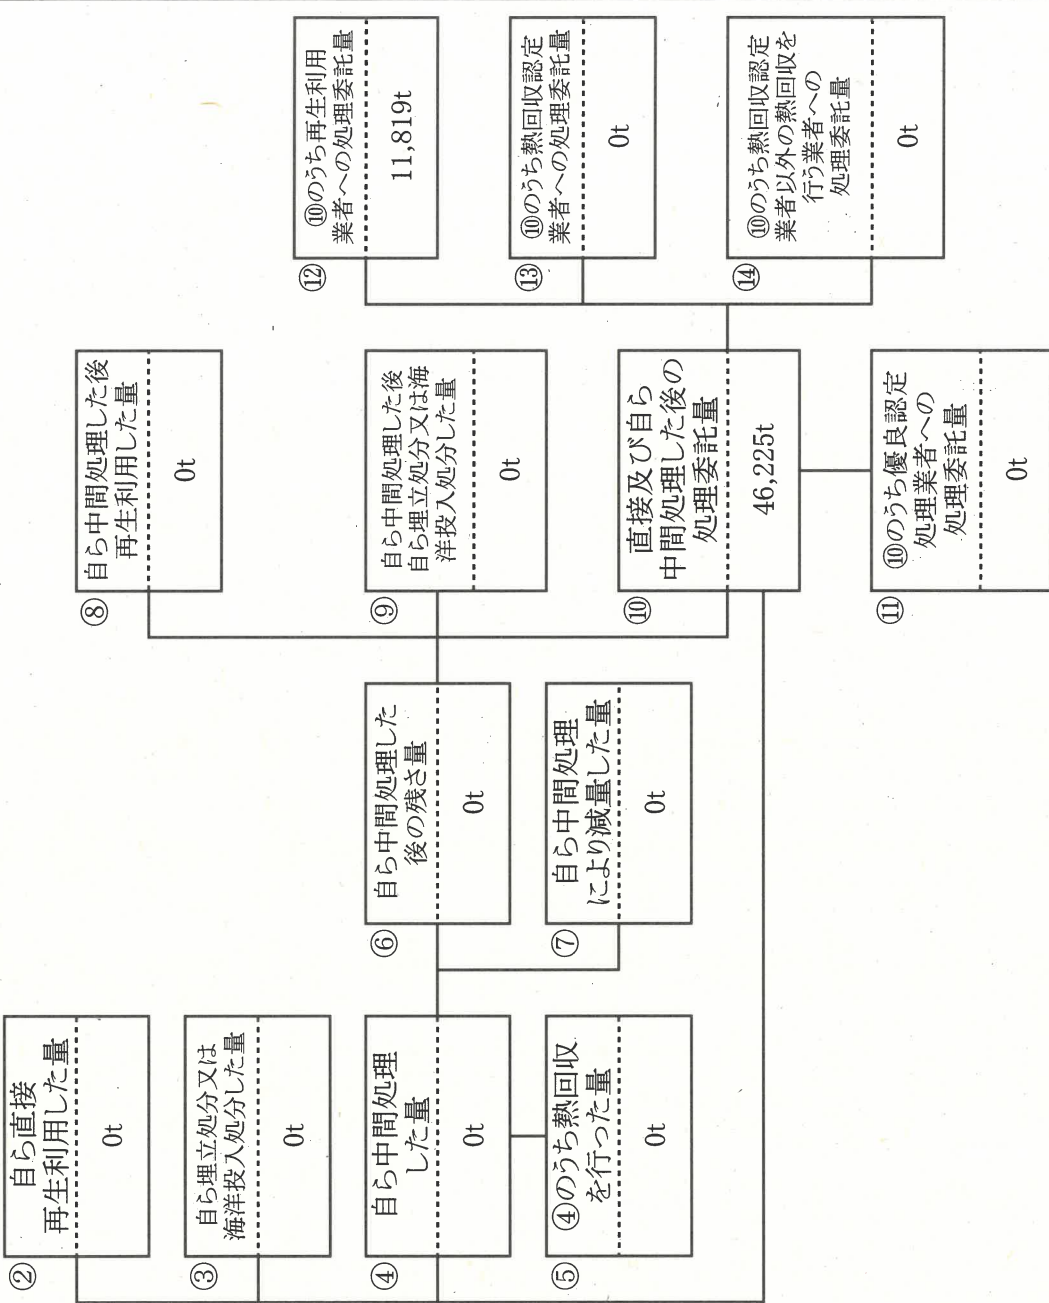 ②
自ら直接
再生利用した量
0t
③
自ら埋立処分又は
海洋投入処分した量
0t
④
自ら中間処理
した量
0t
⑤
④のうち熱回収
を行った量
0t
⑥
自ら中間処理した
後の残さ量
0t
⑦
自ら中間処理
により減量した量
0t
⑧
自ら中間処理した後
再生利用した量
0t
⑨
自ら中間処理した後
自ら埋立処分又は海
洋投入処分した量
0t
⑩
直接及び自ら
中間処理した後の
処理委託量
46,225t
⑪
⑩のうち優良認定
処理業者への
処理委託量
0t
⑫
⑩のうち再生利用
業者への処理委託量
11,819t
⑬
⑩のうち熱回収認定
業者への処理委託量
0t
⑭
⑩のうち熱回収認定
業者以外の熱回収を
行う業者への
処理委託量
0t